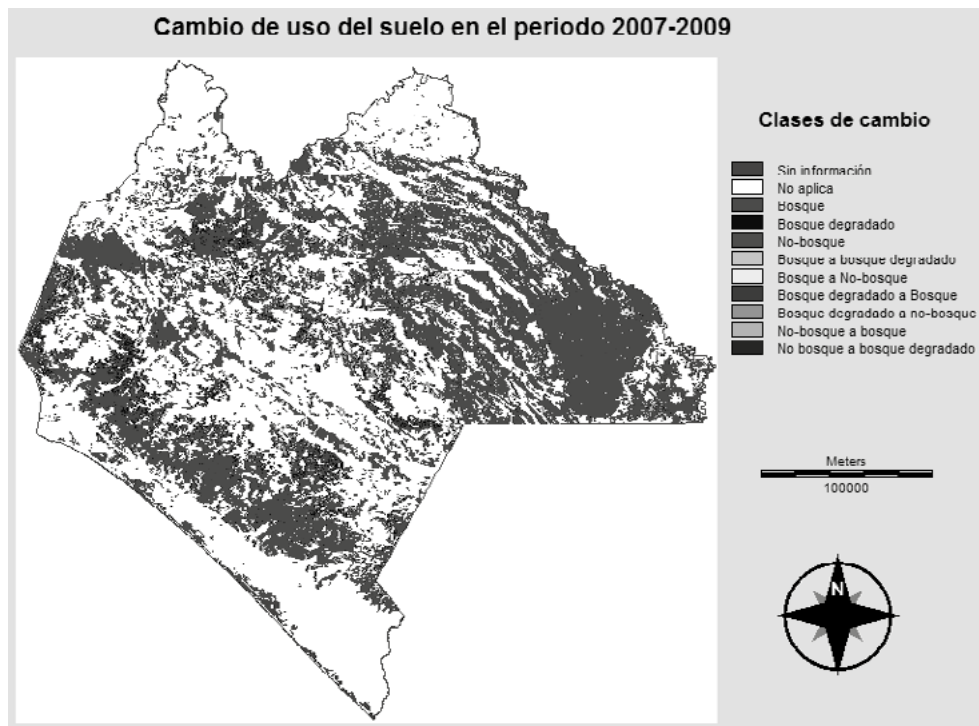 Cambio de uso del suelo en el periodo 2007-2009
Clases de cambio
Sin información
No aplica
Bosque
Bosque degradado
No-bosque
Bosque a bosque degradado
Bosque a No-bosque
Bosque degradado a Bosque
Bosque degradado a no-bosque
No-bosque a bosque
No bosque a bosque degradado
Meters
100000
N